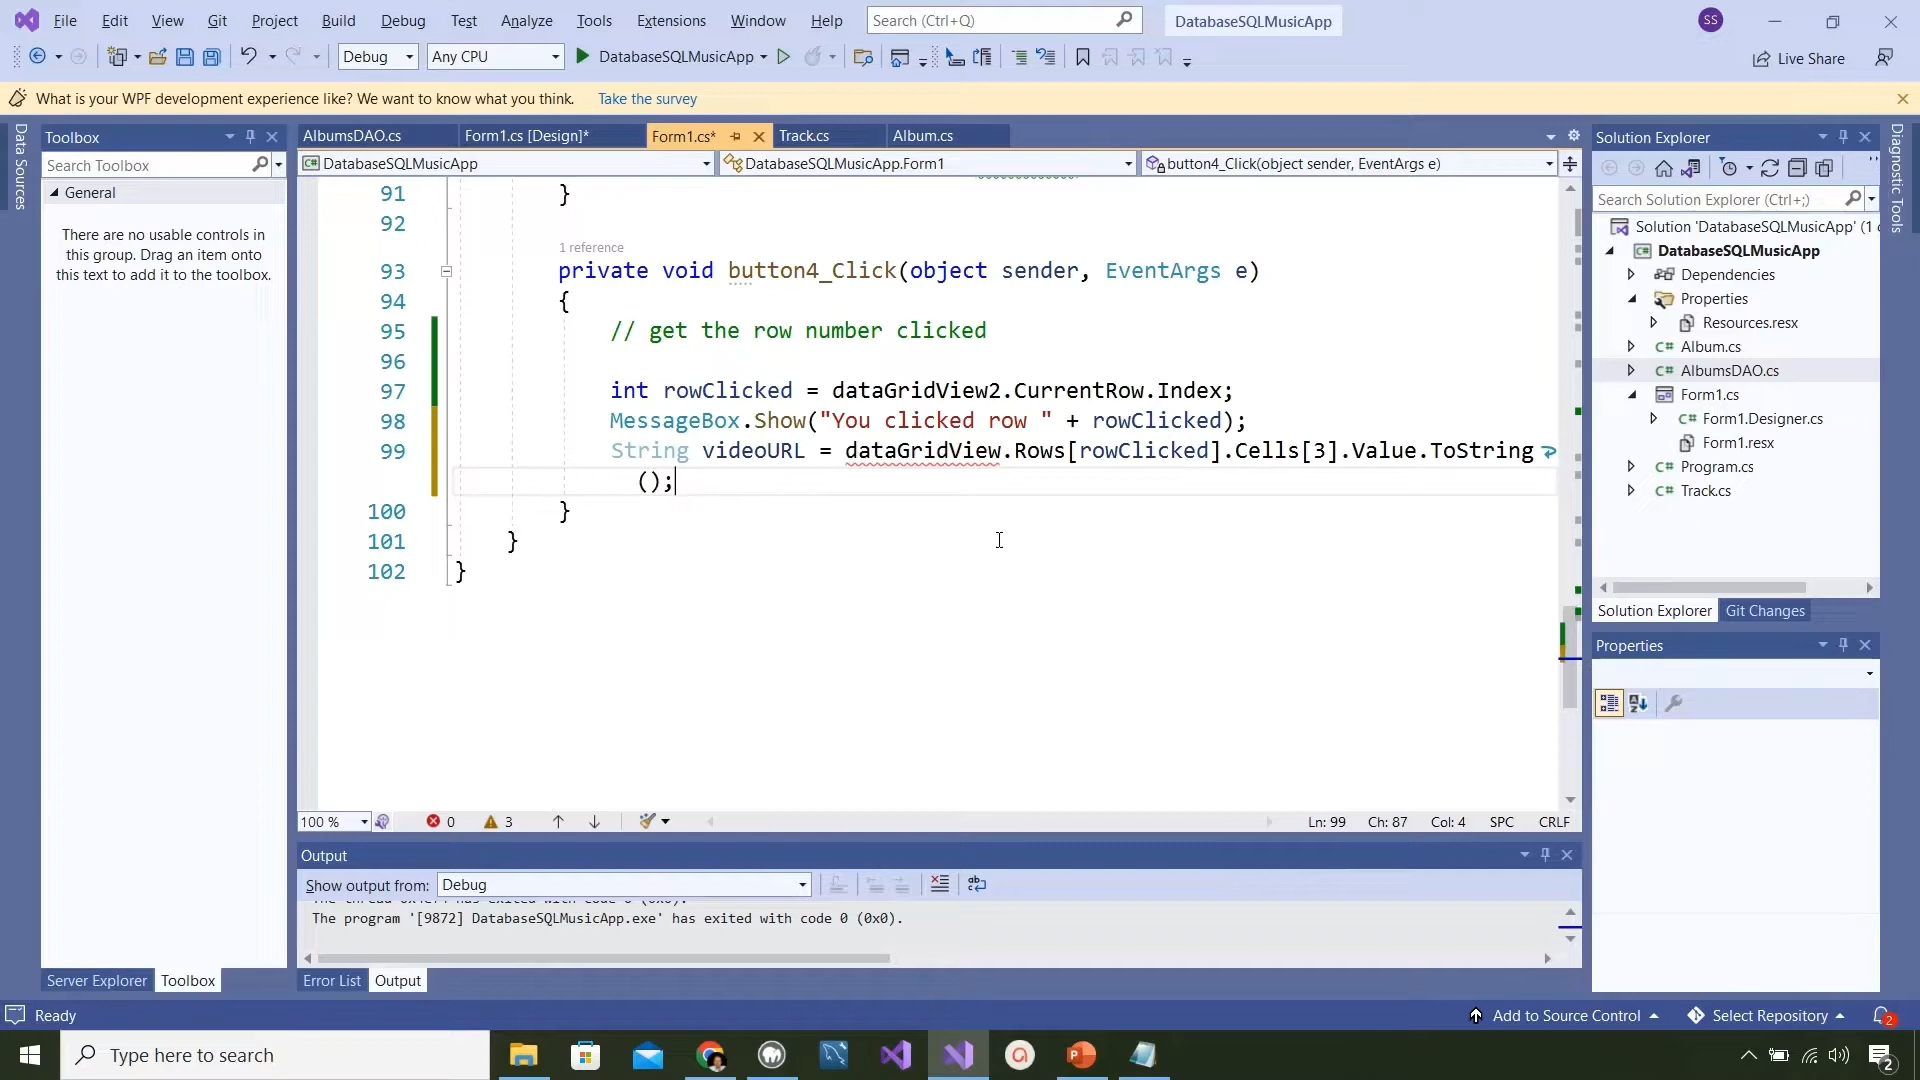 File Edit View Git Project Build Debug Test Analyze Tools Extensions Window Help Search (Ctrl+Q) DatabaseSQLMusicApp SS
Debug Any CPU DatabaseSQLMusicApp Live Share
What is your WPF development experience like? We want to know what you think. Take the survey
Data Sources
Toolbox
Search Toolbox
General
There are no usable controls in
this group. Drag an item onto
this text to add it to the toolbox.
Server Explorer Toolbox
AlbumsDAO.cs Form1.cs [Design]* Form1.cs* Track.cs Album.cs
DatabaseSQLMusicApp DatabaseSQLMusicApp.Form1 button4_Click(object sender, EventArgs e)
91 }
92
1 reference
93 private void button4_Click(object sender, EventArgs e)
94 {
95 // get the row number clicked
96
97 int rowClicked = dataGridView2.CurrentRow.Index;
98 MessageBox.Show("You clicked row " + rowClicked);
99 String videoURL = dataGridView.Rows[rowClicked].Cells[3].Value.ToString
();
100 }
101 }
102 }
100 % 0 3 Ln: 99 Ch: 87 Col: 4 SPC CRLF
Output
Show output from: Debug
The program '[9872] DatabaseSQLMusicApp.exe' has exited with code 0 (0x0).
Error List Output
Solution Explorer
Search Solution Explorer (Ctrl+;)
Solution 'DatabaseSQLMusicApp' (1
DatabaseSQLMusicApp
Dependencies
Properties
Resources.resx
C# Album.cs
C# AlbumsDAO.cs
Form1.cs
C# Form1.Designer.cs
Form1.resx
C# Program.cs
C# Track.cs
Solution Explorer Git Changes
Properties
Diagnostic Tools
Ready Add to Source Control Select Repository 2
Type here to search 2